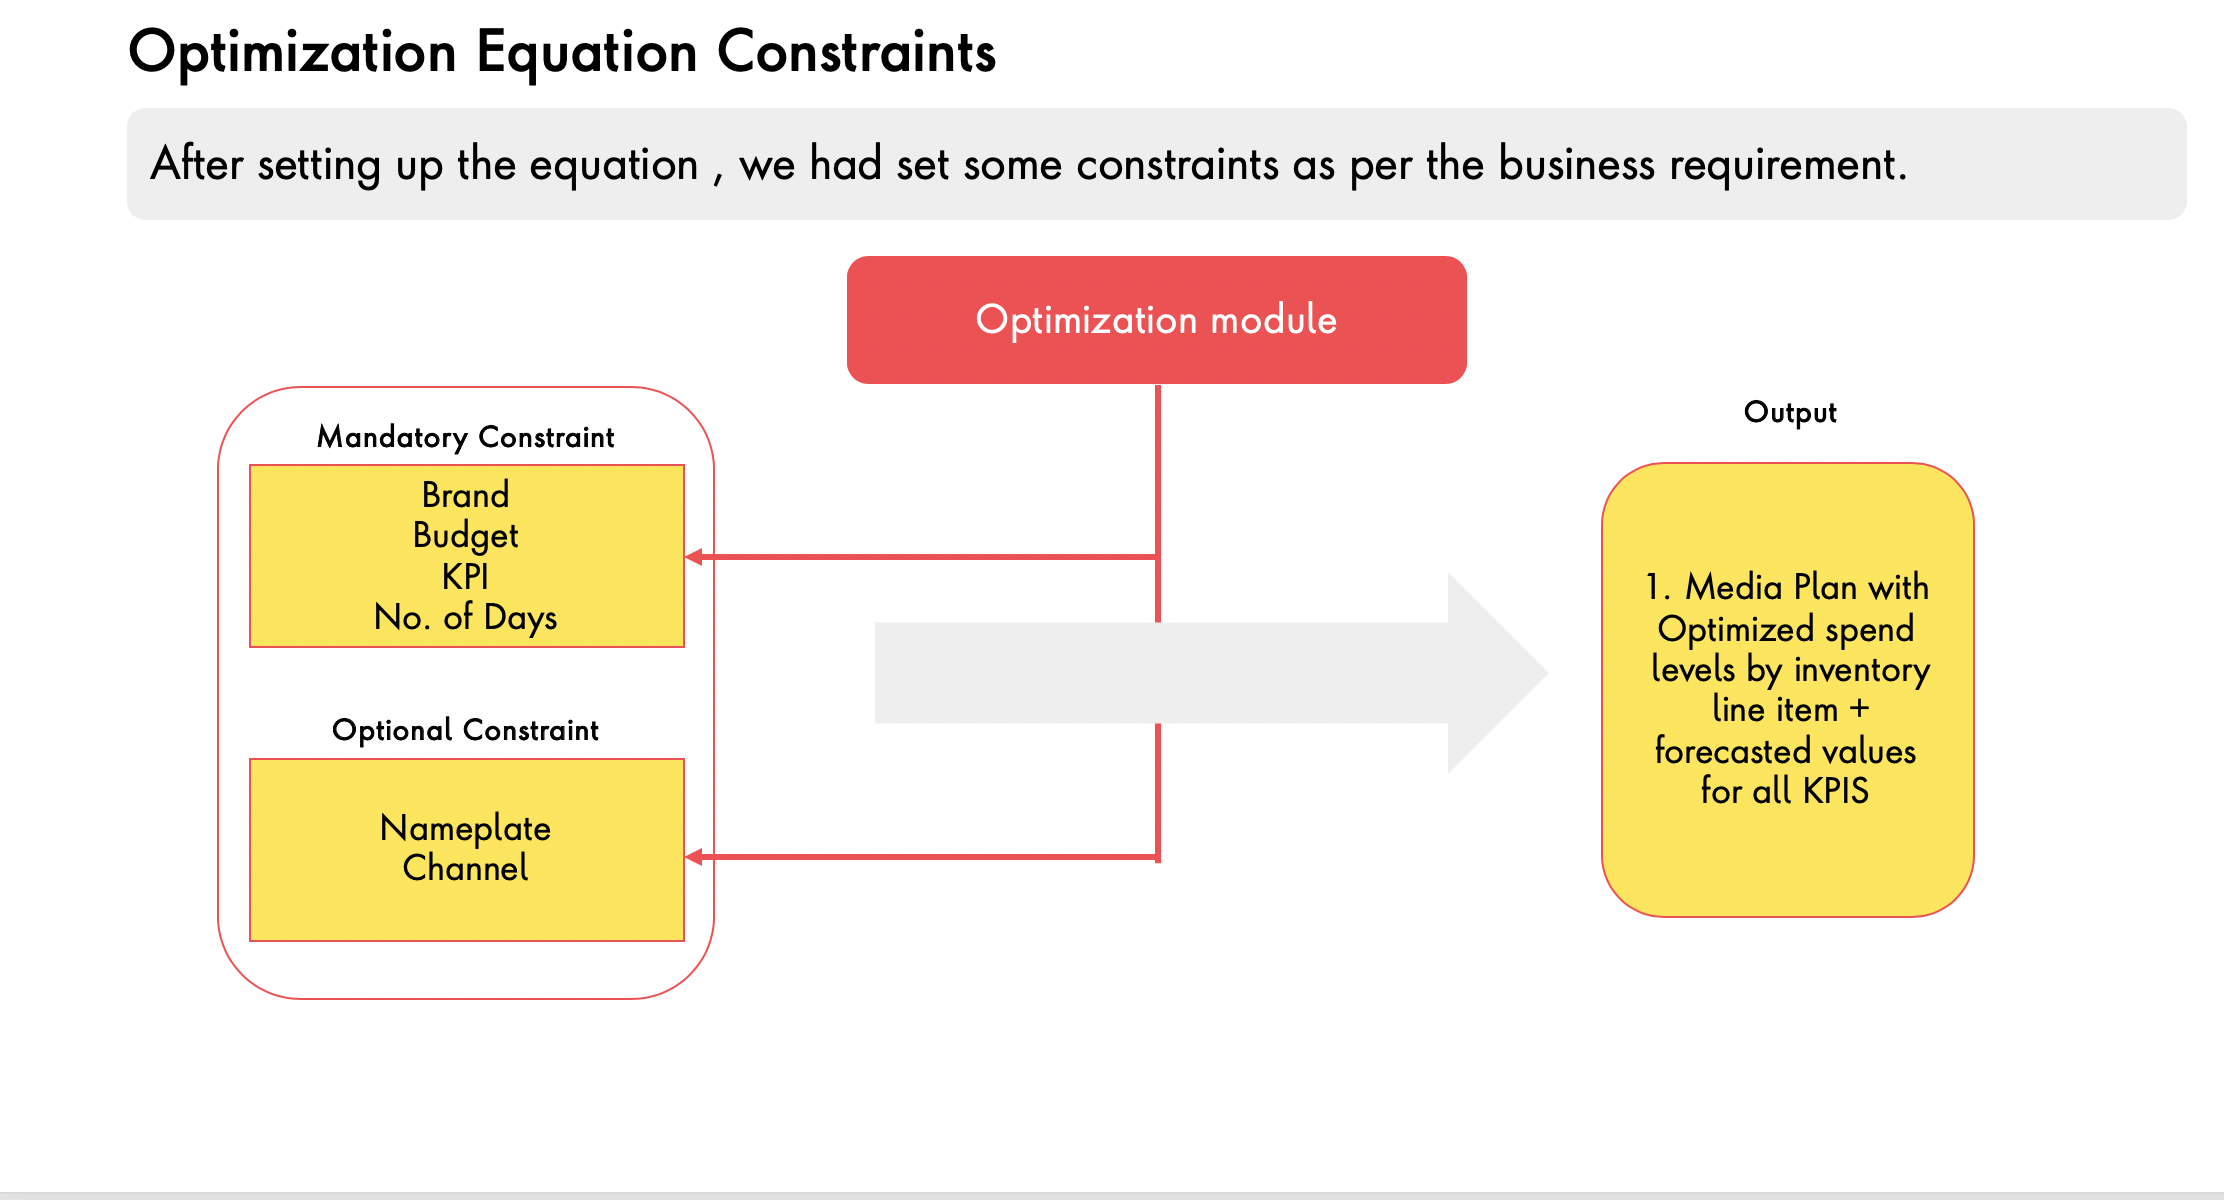 Optimization Equation Constraints
After setting up the equation , we had set some constraints as per the business requirement.
Optimization module
Mandatory Constraint
Brand
Budget
KPI
No. of Days
Optional Constraint
Nameplate
Channel
Output
1. Media Plan with
Optimized spend
levels by inventory
line item +
forecasted values
for all KPIS